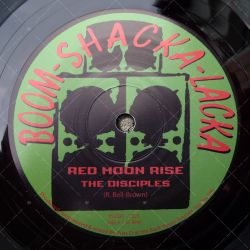 BOOM-SHACKA-LACKA
RED MOON RISE
THE DISCIPLES
(R. Bell-Brown)